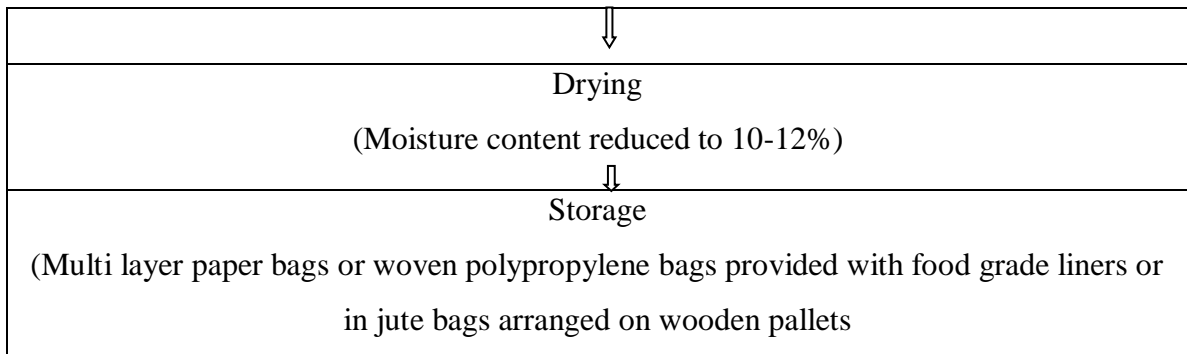 Drying
(Moisture content reduced to 10-12%)
Storage
(Multi layer paper bags or woven polypropylene bags provided with food grade liners or
in jute bags arranged on wooden pallets